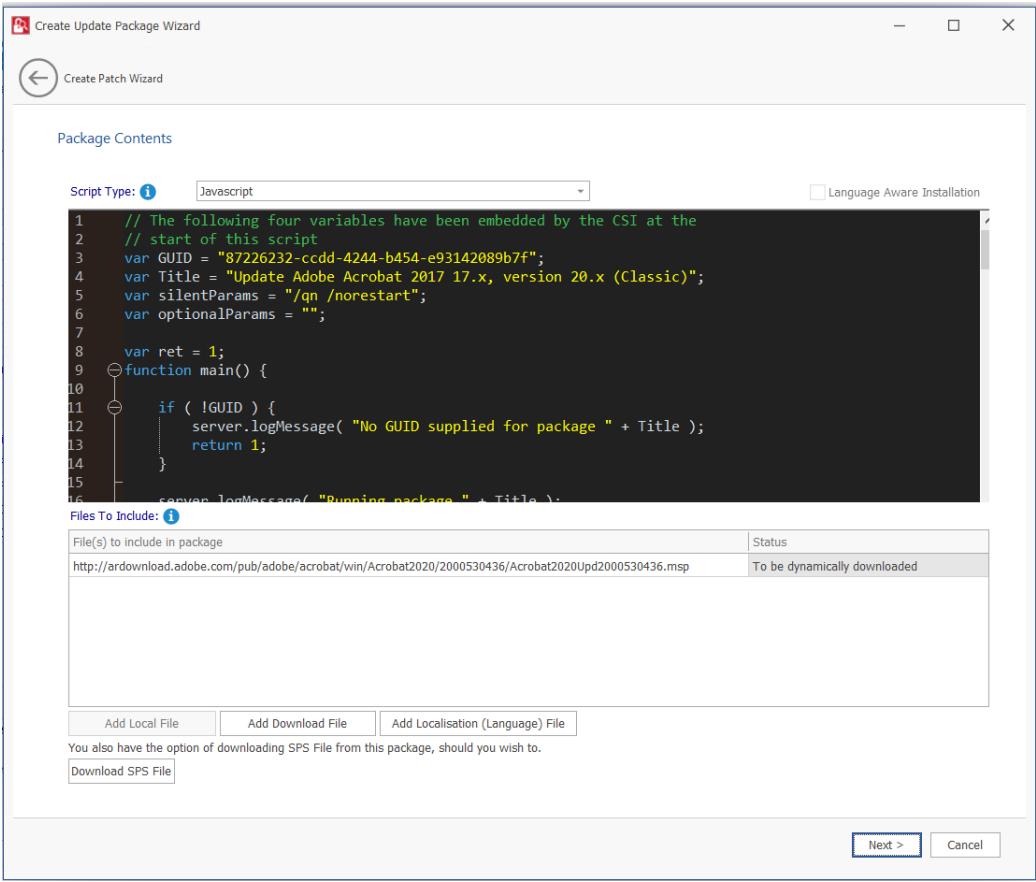 Create Update Package Wizard
Create Patch Wizard
Package Contents
Script Type: Javascript Language Aware Installation
1 // The following four variables have been embedded by the CSI at the
2 // start of this script
3 var GUID = "87226232-ccdd-4244-b454-e93142089b7f";
4 var Title = "Update Adobe Acrobat 2017 17.x, version 20.x (Classic)";
5 var silentParams = "/qn /norestart";
6 var optionalParams = "";
7
8 var ret = 1;
9 function main() {
10
11 if ( !GUID ) {
12 server.logMessage( "No GUID supplied for package " + Title );
13 return 1;
14 }
15
16 server.logMessage( "Running package " + Title );
Files To Include:
File(s) to include in package Status
http://ardownload.adobe.com/pub/adobe/acrobat/win/Acrobat2020/2000530436/Acrobat2020Upd2000530436.msp To be dynamically downloaded
Add Local File Add Download File Add Localisation (Language) File
You also have the option of downloading SPS File from this package, should you wish to.
Download SPS File
Next > Cancel